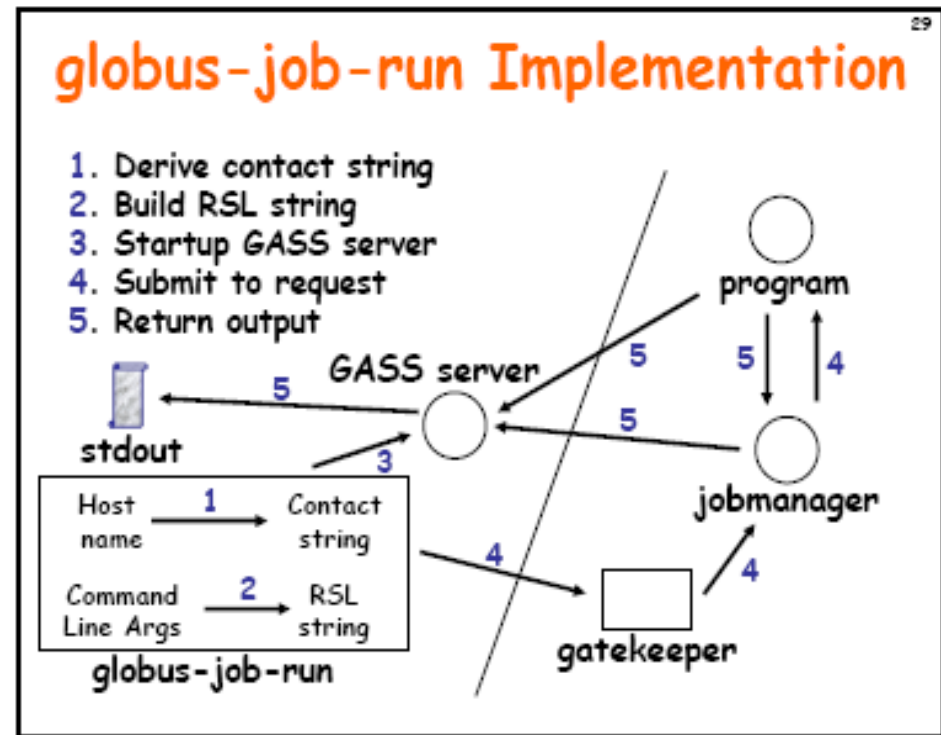 29
globus-job-run Implementation
1. Derive contact string
2. Build RSL string
3. Startup GASS server
4. Submit to request
5. Return output
program
5
5
4
GASS server
5
5
stdout
3
jobmanager
Host
name
1
Contact
string
4
4
Command
Line Args
2
RSL
string
gatekeeper
globus-job-run